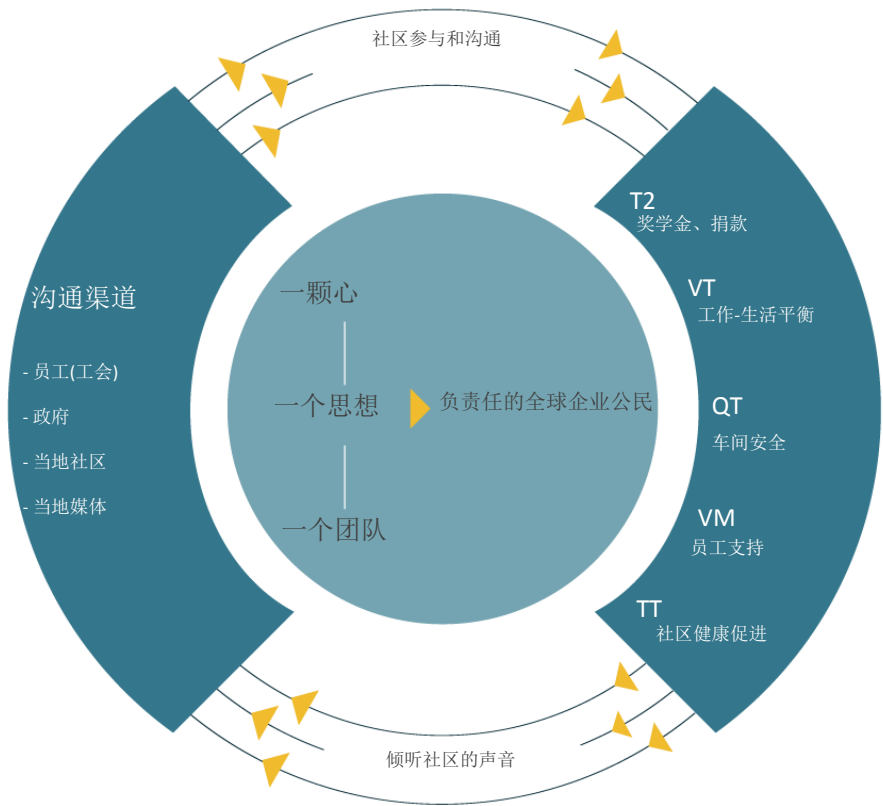 社区参与和沟通
沟通渠道
- 员工(工会)
- 政府
- 当地社区
- 当地媒体
一颗心
一个思想
负责任的全球企业公民
一个团队
T2
奖学金、捐款
VT
工作-生活平衡
QT
车间安全
VM
员工支持
TT
社区健康促进
倾听社区的声音